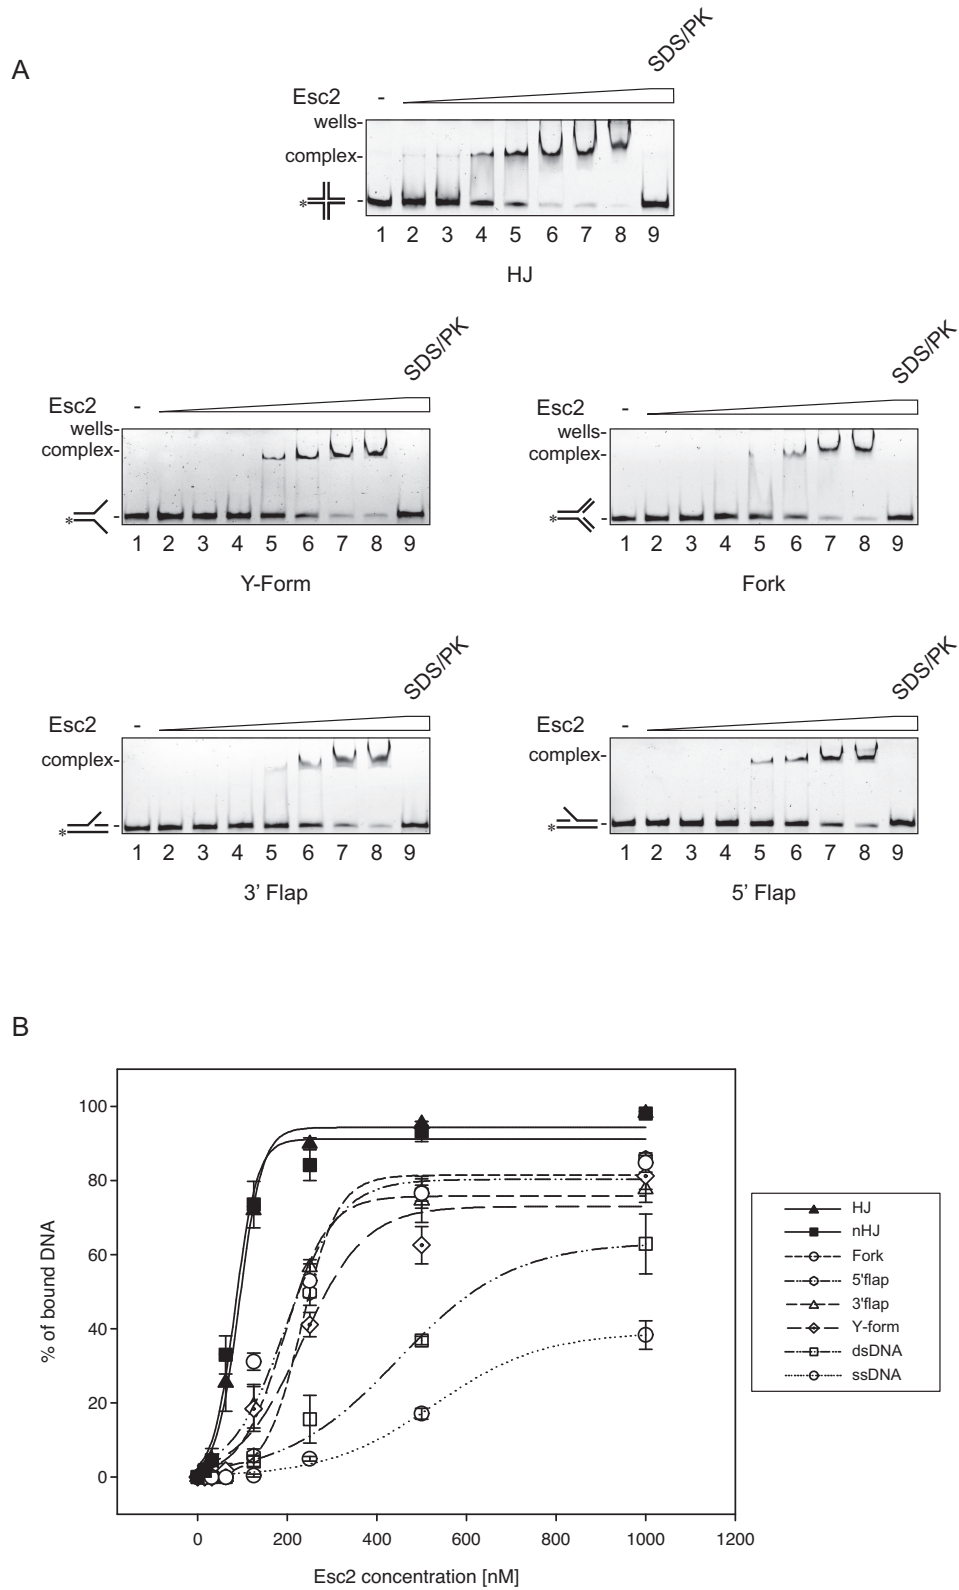 A
SDS/PK
Esc2 -
wells-
complex-
* -
1 2 3 4 5 6 7 8 9
HJ
SDS/PK
Esc2 -
wells-
complex-
* -
1 2 3 4 5 6 7 8 9
Y-Form
SDS/PK
Esc2 -
wells-
complex-
* -
1 2 3 4 5 6 7 8 9
Fork
SDS/PK
Esc2 -
complex-
* -
1 2 3 4 5 6 7 8 9
3' Flap
SDS/PK
Esc2 -
complex-
* -
1 2 3 4 5 6 7 8 9
5' Flap
B
% of bound DNA
100
80
60
40
20
0
0 200 400 600 800 1000 1200
Esc2 concentration [nM]
HJ
nHJ
Fork
5'flap
3'flap
Y-form
dsDNA
ssDNA